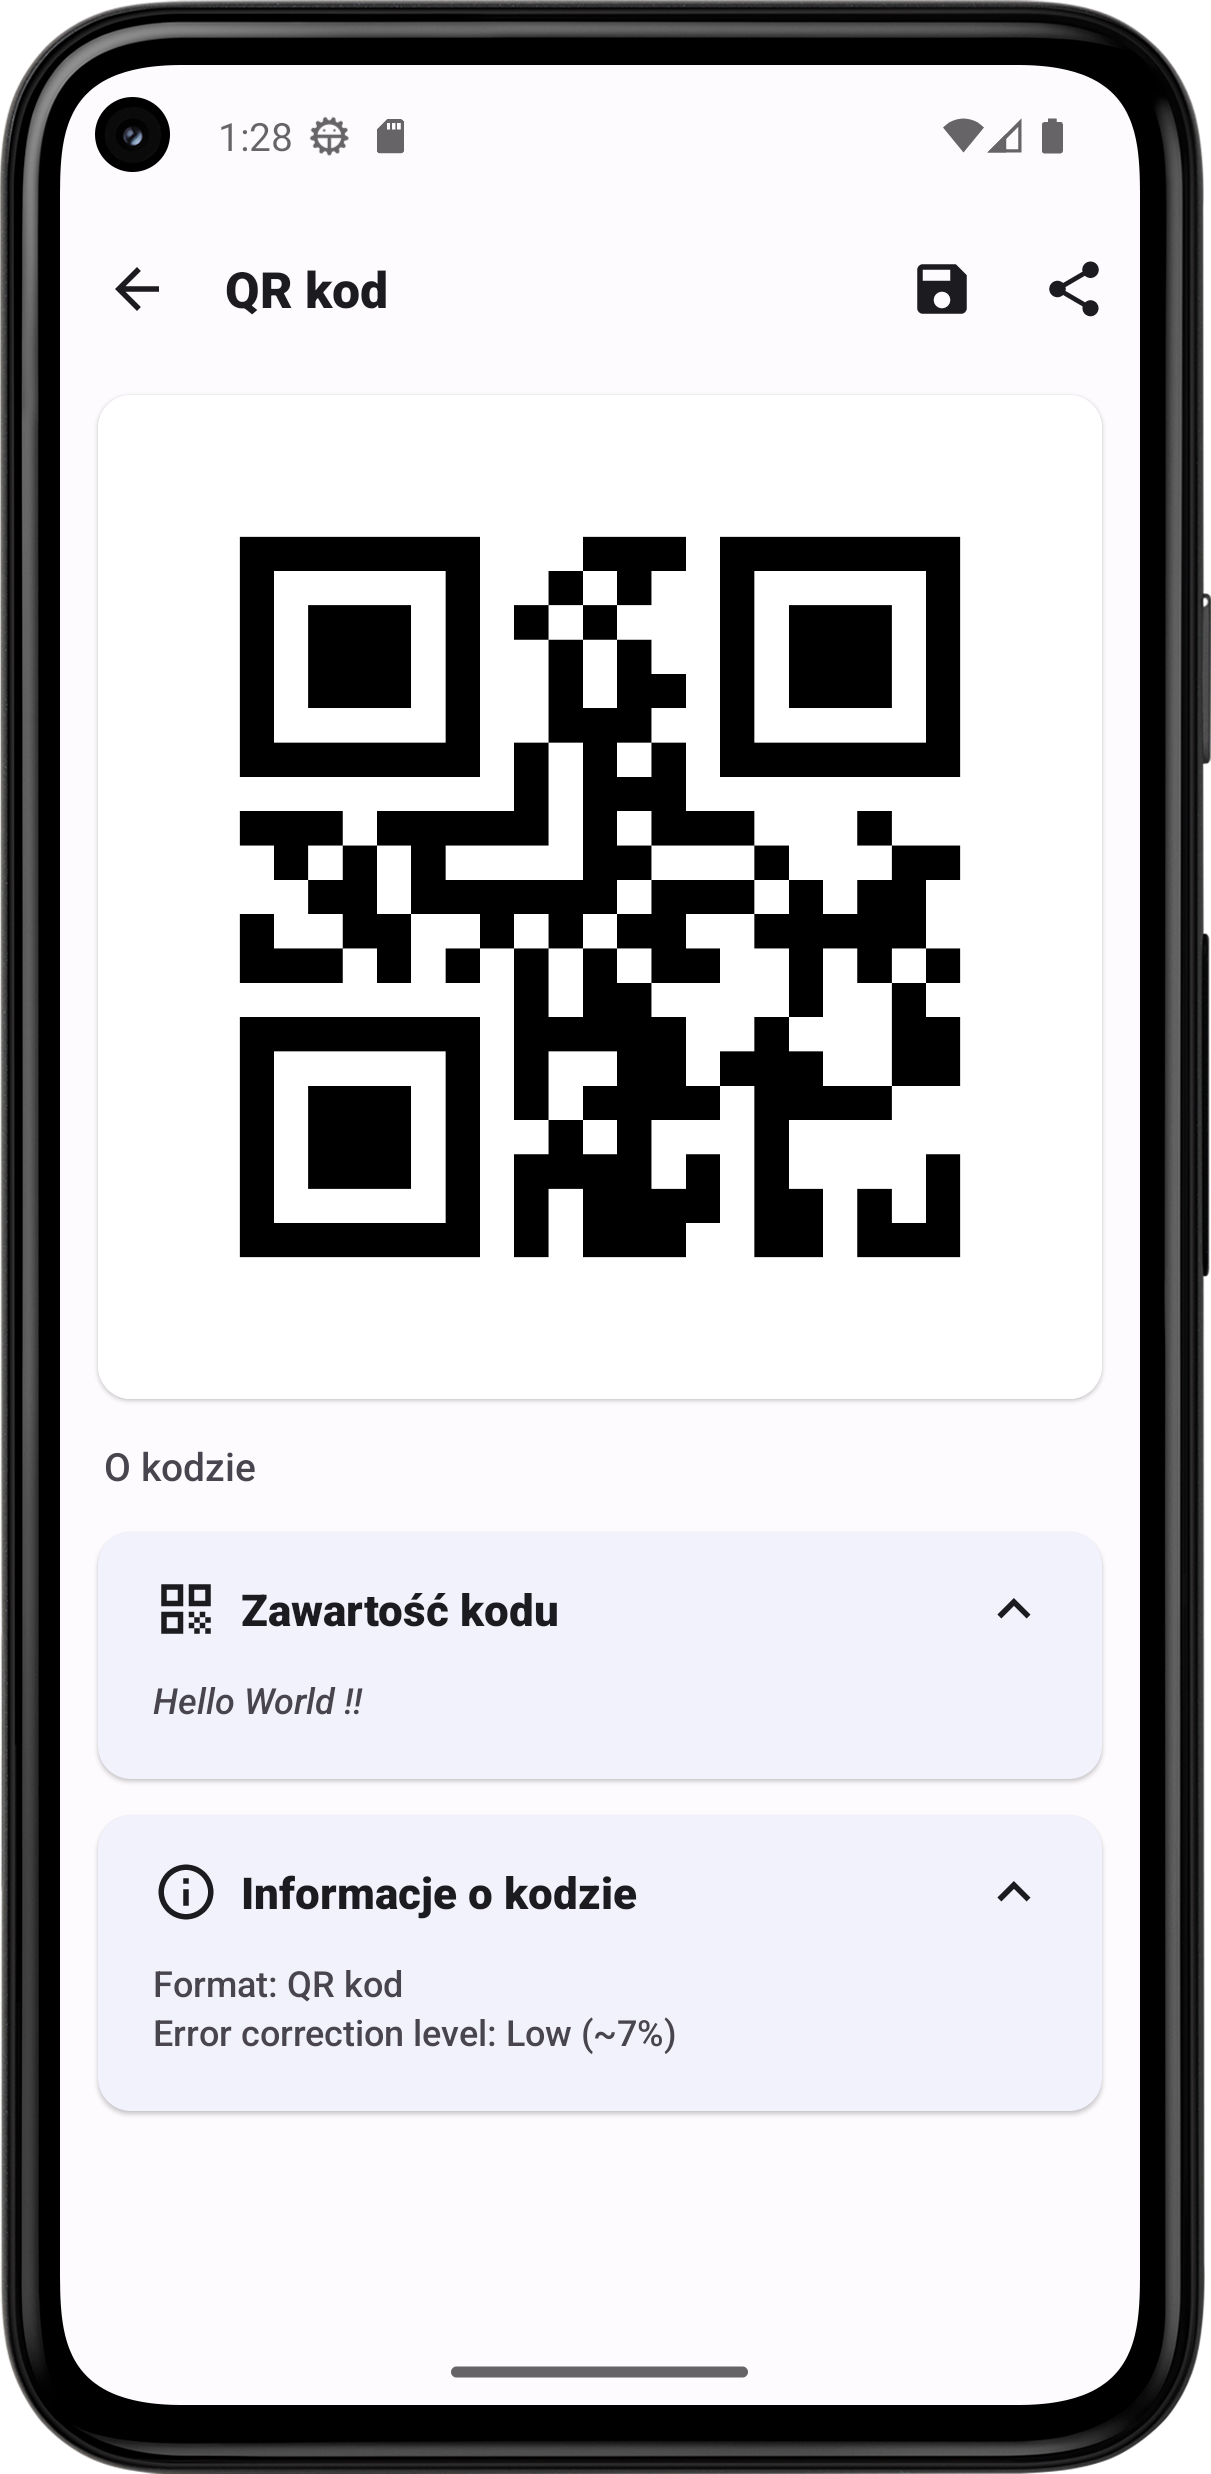 1:28
QR kod
O kodzie
Zawartość kodu
Hello World !!
Informacje o kodzie
Format: QR kod
Error correction level: Low (~7%)